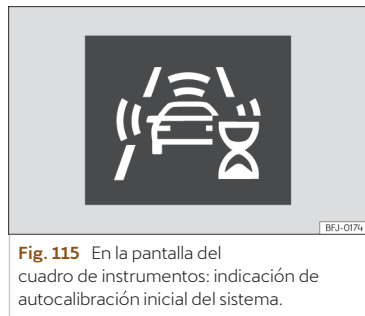 BFJ-0174
Fig. 115 En la pantalla del
cuadro de instrumentos: indicación de
autocalibración inicial del sistema.